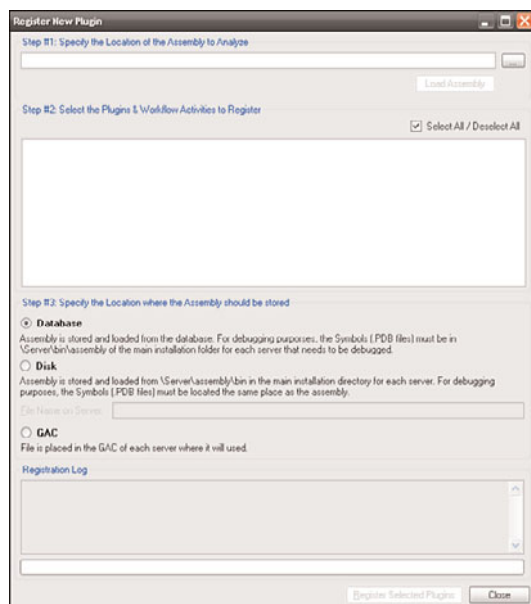 Register New Plugin
Step #1: Specify the Location of the Assembly to Analyze
...
Load Assembly
Step #2: Select the Plugins & Workflow Activities to Register
Select All / Deselect All
Step #3: Specify the Location where the Assembly should be stored
Database
Assembly is stored and loaded from the database. For debugging purposes, the Symbols (.PDB files) must be in
\Server\bin\assembly of the main installation folder for each server that needs to be debugged.
Disk
Assembly is stored and loaded from \Server\assembly\bin in the main installation directory for each server. For debugging
purposes, the Symbols (.PDB files) must be located the same place as the assembly.
File Name on Server:
GAC
File is placed in the GAC of each server where it will used.
Registration Log
Register Selected Plugins
Close